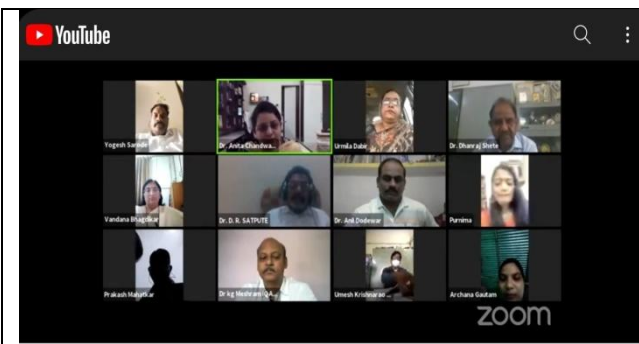 YouTube
Yogesh Sarode
Dr. Anita Chandwa...
Urmila Dabir
Dr. Dhanraj Shete
Vandana Bhagdikar
Dr. D. R. SATPUTE
Dr. Anil Dodewar
Purnima
Prakash Mahatkar
Dr kg Meshram
Umesh Krishnarao ...
Archana Gautam
zoom